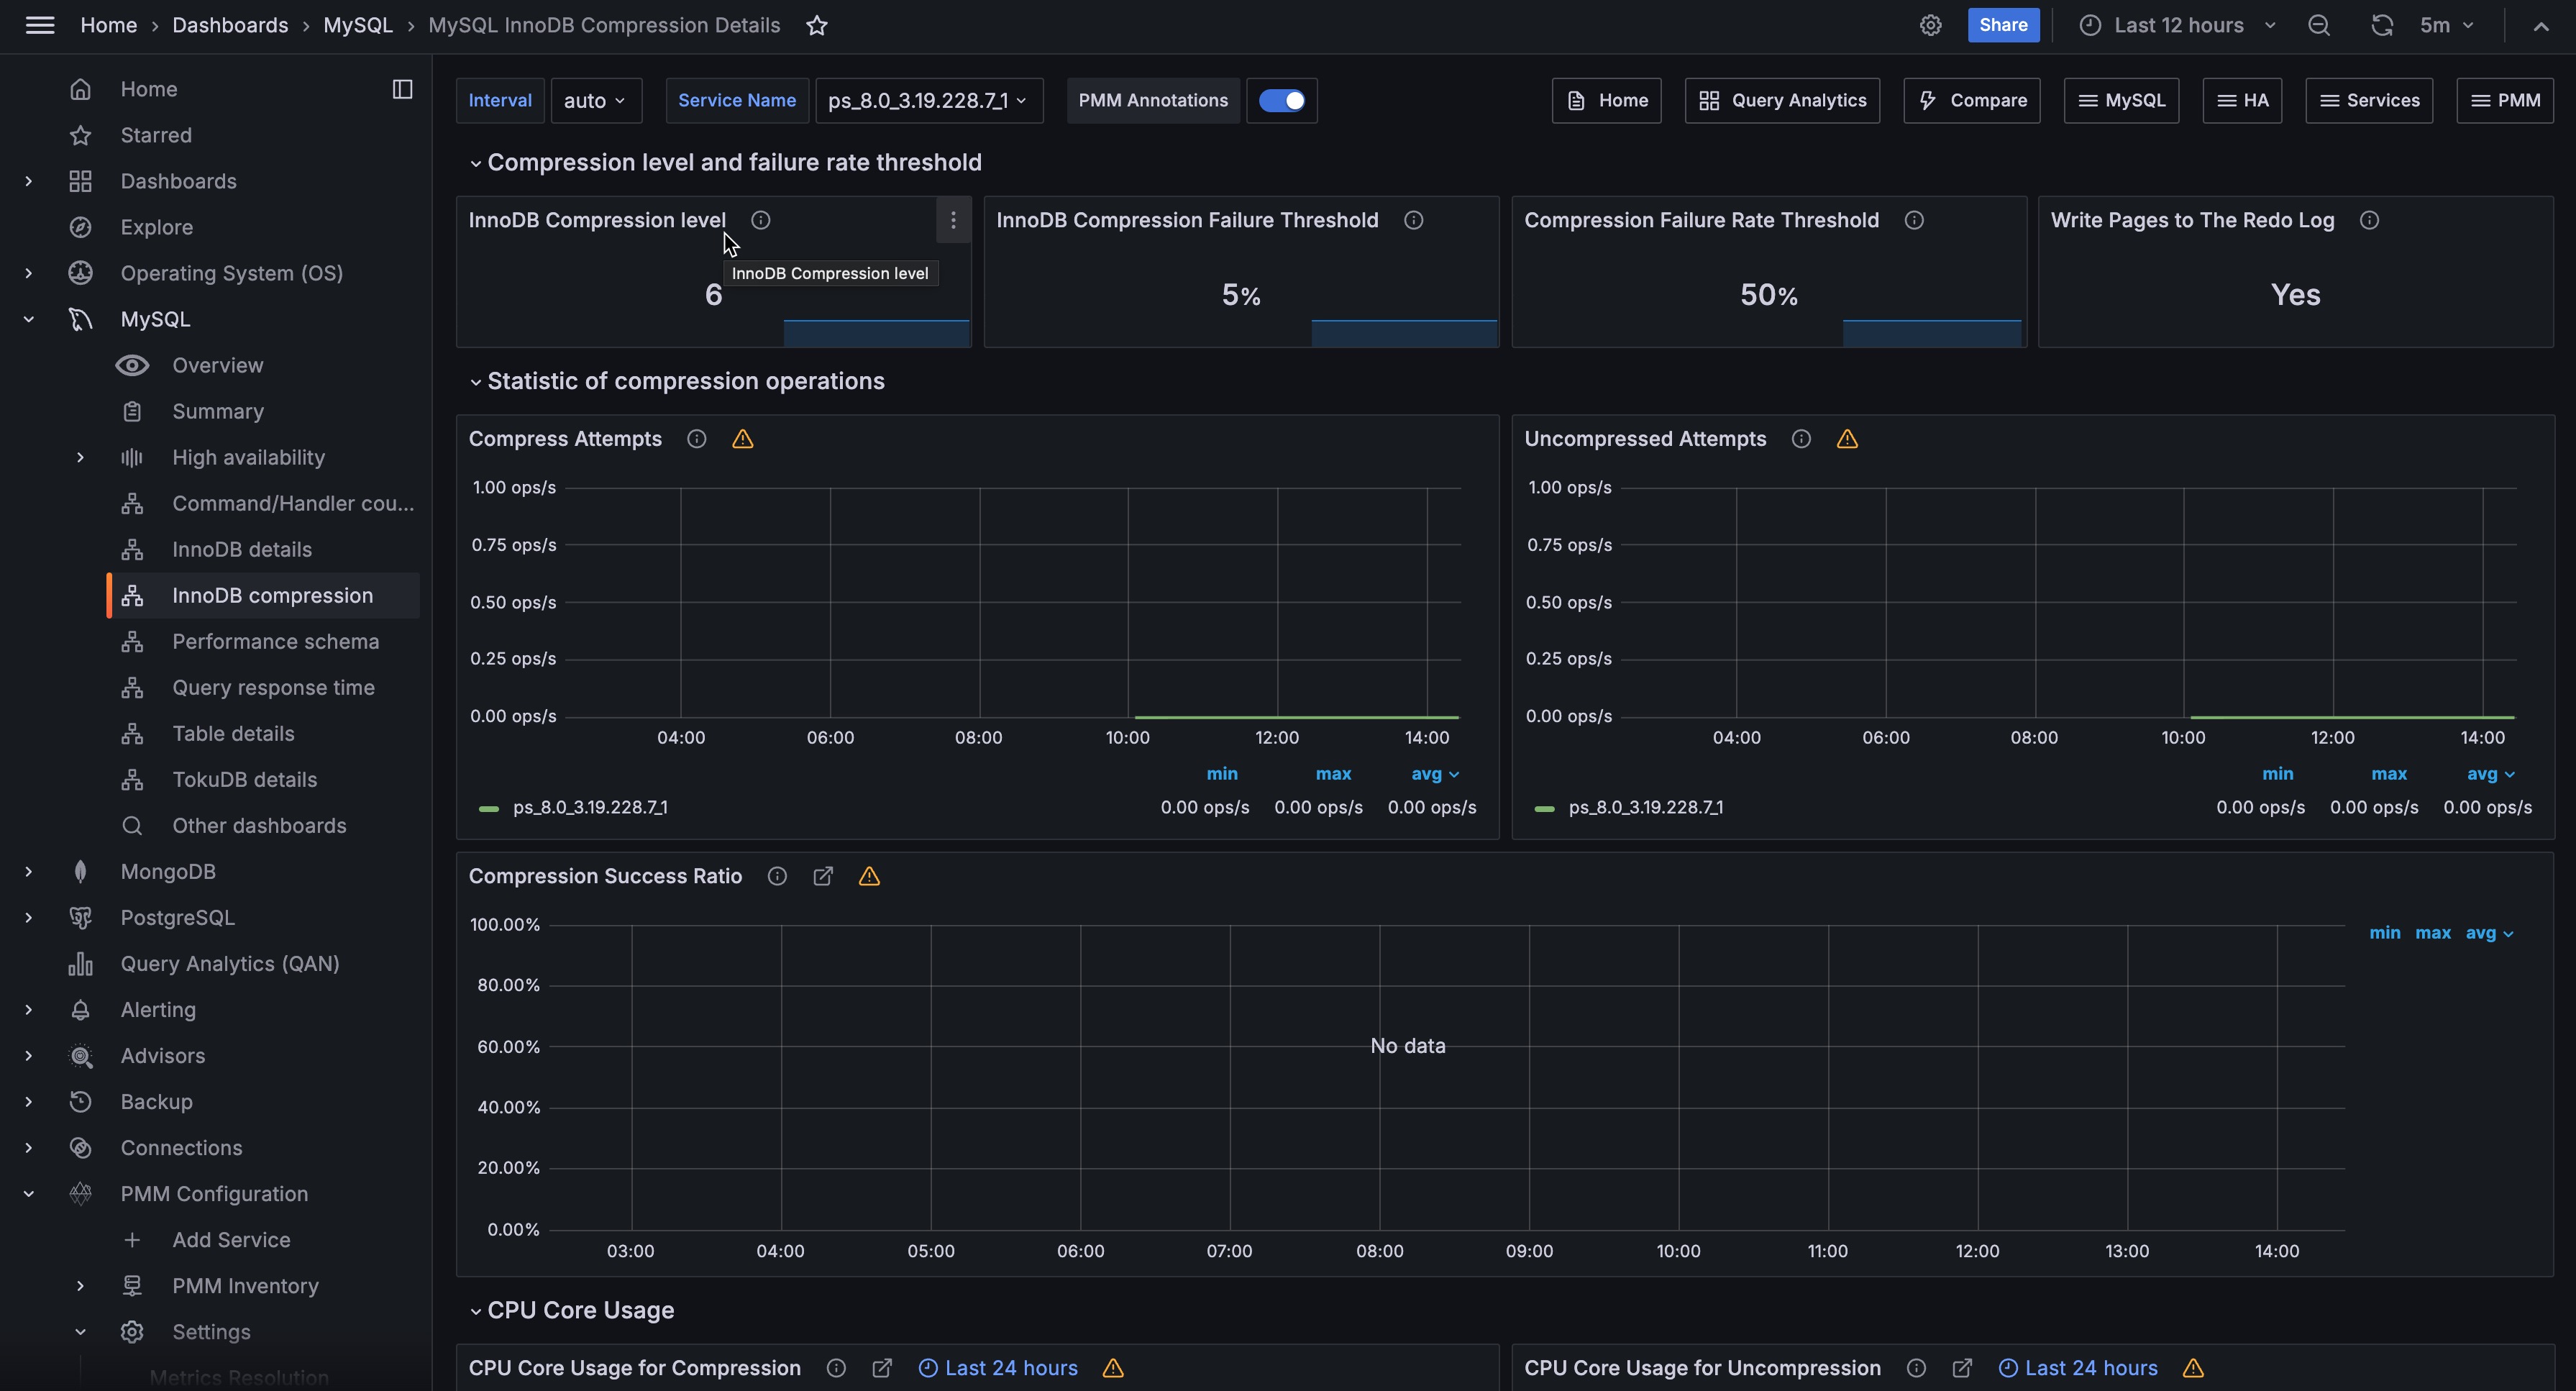 Home › Dashboards › MySQL › MySQL InnoDB Compression Details
Share
Last 12 hours
5m
Home
Starred
Dashboards
Explore
Operating System (OS)
MySQL
Overview
Summary
High availability
Command/Handler cou...
InnoDB details
InnoDB compression
Performance schema
Query response time
Table details
TokuDB details
Other dashboards
MongoDB
PostgreSQL
Query Analytics (QAN)
Alerting
Advisors
Backup
Connections
PMM Configuration
Add Service
PMM Inventory
Settings
Metrics Resolution
Interval
auto
Service Name
ps_8.0_3.19.228.7_1
PMM Annotations
Home
Query Analytics
Compare
MySQL
HA
Services
PMM
Compression level and failure rate threshold
InnoDB Compression level
InnoDB Compression level
6
InnoDB Compression Failure Threshold
5%
Compression Failure Rate Threshold
50%
Write Pages to The Redo Log
Yes
Statistic of compression operations
Compress Attempts
1.00 ops/s
0.75 ops/s
0.50 ops/s
0.25 ops/s
0.00 ops/s
04:00 06:00 08:00 10:00 12:00 14:00
min max avg
ps_8.0_3.19.228.7_1 0.00 ops/s 0.00 ops/s 0.00 ops/s
Uncompressed Attempts
1.00 ops/s
0.75 ops/s
0.50 ops/s
0.25 ops/s
0.00 ops/s
04:00 06:00 08:00 10:00 12:00 14:00
min max avg
ps_8.0_3.19.228.7_1 0.00 ops/s 0.00 ops/s 0.00 ops/s
Compression Success Ratio
100.00%
80.00%
60.00%
40.00%
20.00%
0.00%
No data
03:00 04:00 05:00 06:00 07:00 08:00 09:00 10:00 11:00 12:00 13:00 14:00
min max avg
CPU Core Usage
CPU Core Usage for Compression
Last 24 hours
CPU Core Usage for Uncompression
Last 24 hours